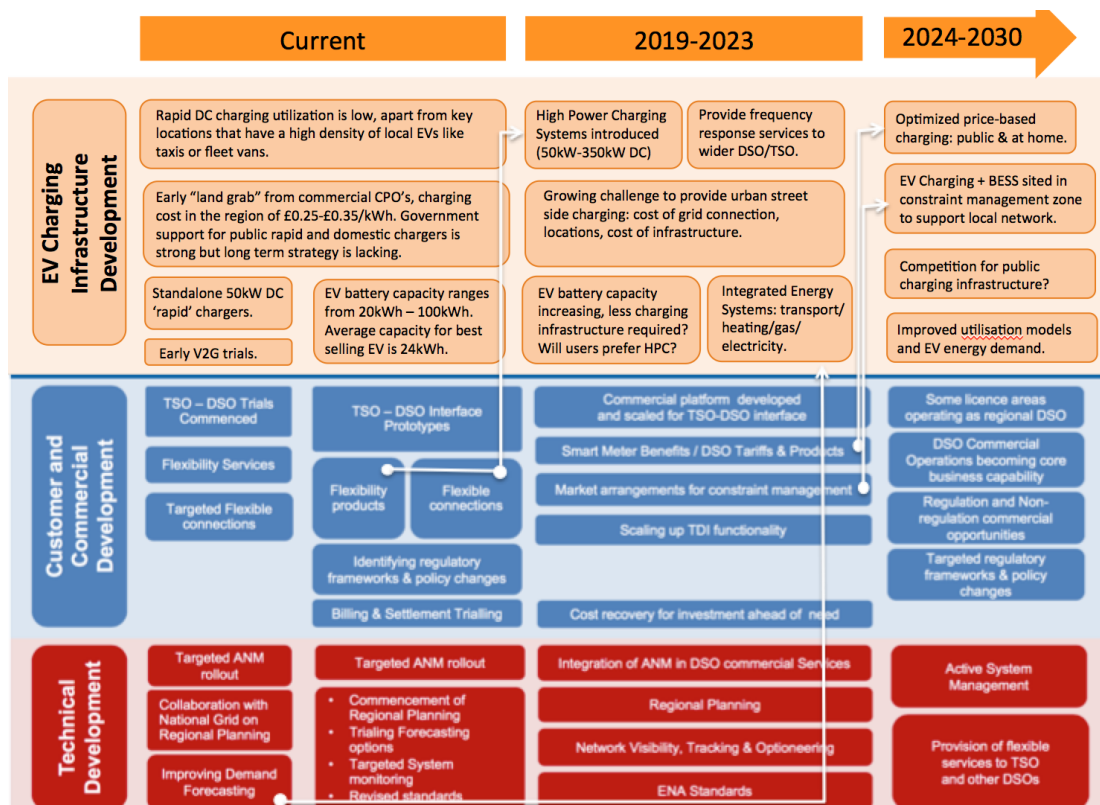 Current
2019-2023
2024-2030
EV Charging
Infrastructure
Development
Rapid DC charging utilization is low, apart from key
locations that have a high density of local EVs like
taxis or fleet vans.
Early “land grab” from commercial CPO’s, charging
cost in the region of £0.25-£0.35/kWh. Government
support for public rapid and domestic chargers is
strong but long term strategy is lacking.
Standalone 50kW DC
‘rapid’ chargers.
Early V2G trials.
EV battery capacity ranges
from 20kWh – 100kWh.
Average capacity for best
selling EV is 24kWh.
High Power Charging
Systems introduced
(50kW-350kW DC)
Provide frequency
response services to
wider DSO/TSO.
Growing challenge to provide urban street
side charging: cost of grid connection,
locations, cost of infrastructure.
EV battery capacity
increasing, less charging
infrastructure required?
Will users prefer HPC?
Integrated Energy
Systems: transport/
heating/gas/
electricity.
Optimized price-based
charging: public & at home.
EV Charging + BESS sited in
constraint management zone
to support local network.
Competition for public
charging infrastructure?
Improved utilisation models
and EV energy demand.
Customer and
Commercial
Development
TSO – DSO Trials
Commenced
Flexibility Services
Targeted Flexible
connections
TSO – DSO Interface
Prototypes
Flexibility
products
Flexible
connections
Identifying regulatory
frameworks & policy changes
Billing & Settlement Trialling
Commercial platform developed
and scaled for TSO-DSO interface
Smart Meter Benefits / DSO Tariffs & Products
Market arrangements for constraint management
Scaling up TDI functionality
Cost recovery for investment ahead of need
Some licence areas
operating as regional DSO
DSO Commercial
Operations becoming core
business capability
Regulation and Non-
regulation commercial
opportunities
Targeted regulatory
frameworks & policy
changes
Technical
Development
Targeted ANM
rollout
Collaboration with
National Grid on
Regional Planning
Improving Demand
Forecasting
Targeted ANM rollout
• Commencement of
Regional Planning
• Trialing Forecasting
options
• Targeted System
monitoring
• Revised standards
Integration of ANM in DSO commercial Services
Regional Planning
Network Visibility, Tracking & Optioneering
ENA Standards
Active System
Management
Provision of flexible
services to TSO
and other DSOs